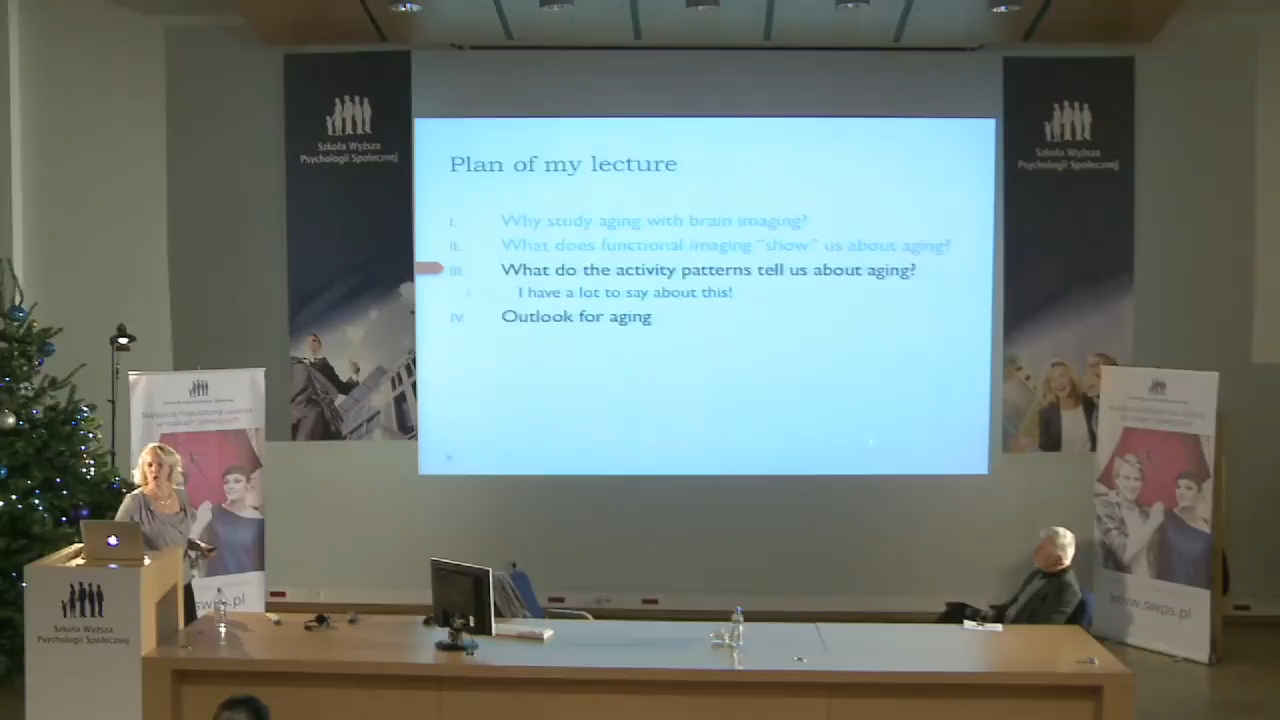 Szkoła Wyższa
Psychologii Społecznej
Szkoła Wyższa
Psychologii Społecznej
Plan of my lecture
I. Why study aging with brain imaging?
II. What does functional imaging "show" us about aging?
III. What do the activity patterns tell us about aging?
I have a lot to say about this!
IV. Outlook for aging
swps.pl
www.swps.pl
Szkoła Wyższa
Psychologii Społecznej